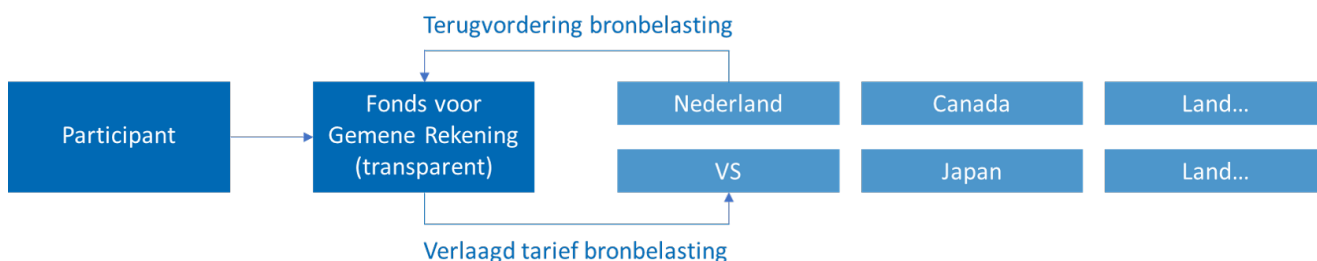 Terugvordering bronbelasting
Participant
Fonds voor
Gemene Rekening
(transparent)
Nederland
Canada
Land...
VS
Japan
Land...
Verlaagd tarief bronbelasting